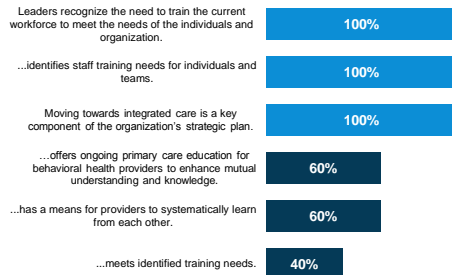 Leaders recognize the need to train the current
workforce to meet the needs of the individuals and
organization.
100%
...identifies staff training needs for individuals and
teams.
100%
Moving towards integrated care is a key
component of the organization's strategic plan.
100%
…offers ongoing primary care education for
behavioral health providers to enhance mutual
understanding and knowledge.
60%
...has a means for providers to systematically learn
from each other.
60%
...meets identified training needs.
40%